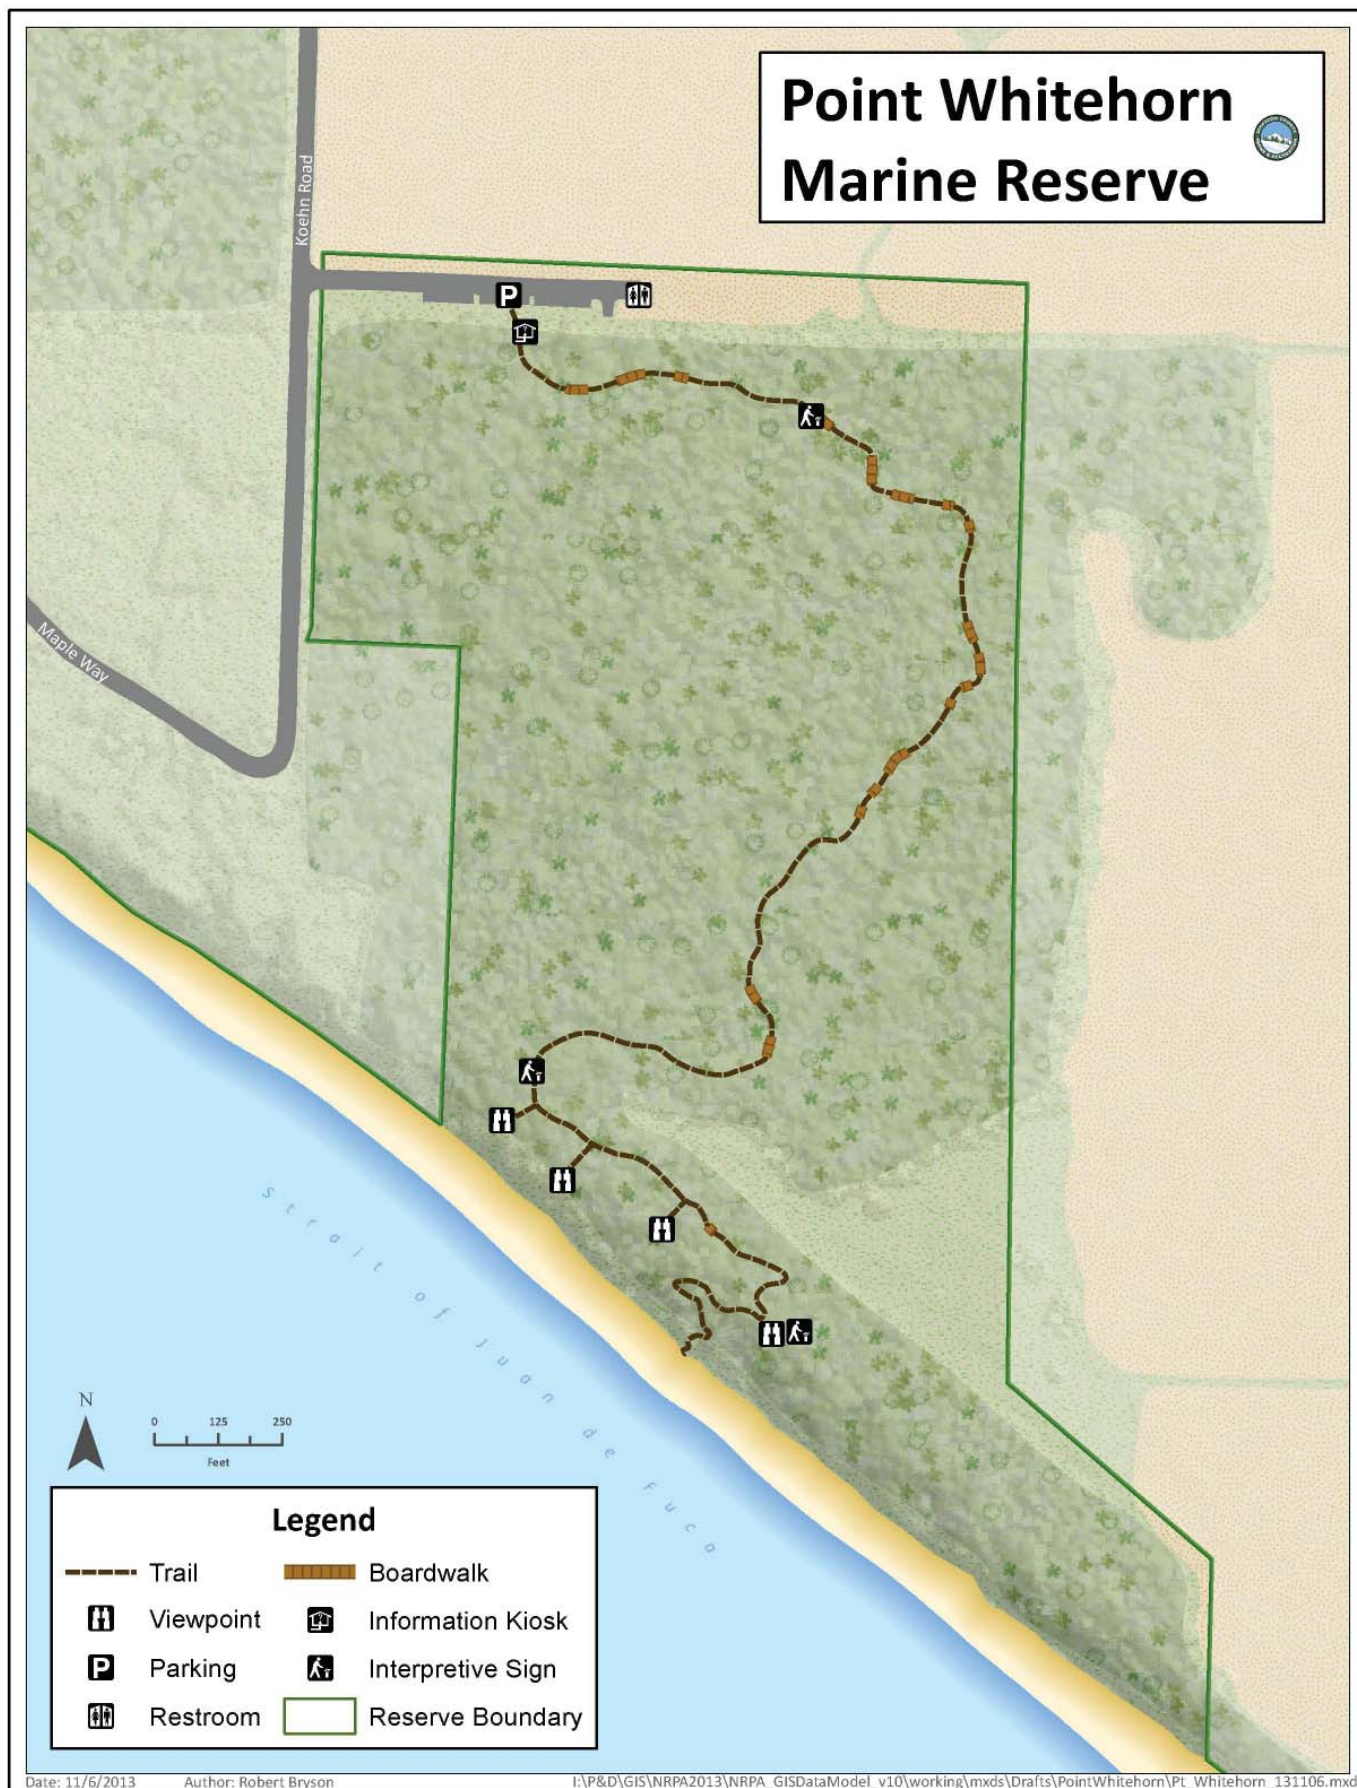 Point Whitehorn
Marine Reserve
Koehn Road
P
Maple Way
Strait of Juan de Fuca
N
0 125 250
Feet
Legend
Trail
Boardwalk
Viewpoint
Information Kiosk
P Parking
Interpretive Sign
Restroom
Reserve Boundary
Date: 11/6/2013 Author: Robert Bryson I:\P&D\GIS\NRPA2013\NRPA_GISDataModel_v10\working\mxds\Drafts\PointWhitehorn\Pt_Whitehorn_131106.mxd